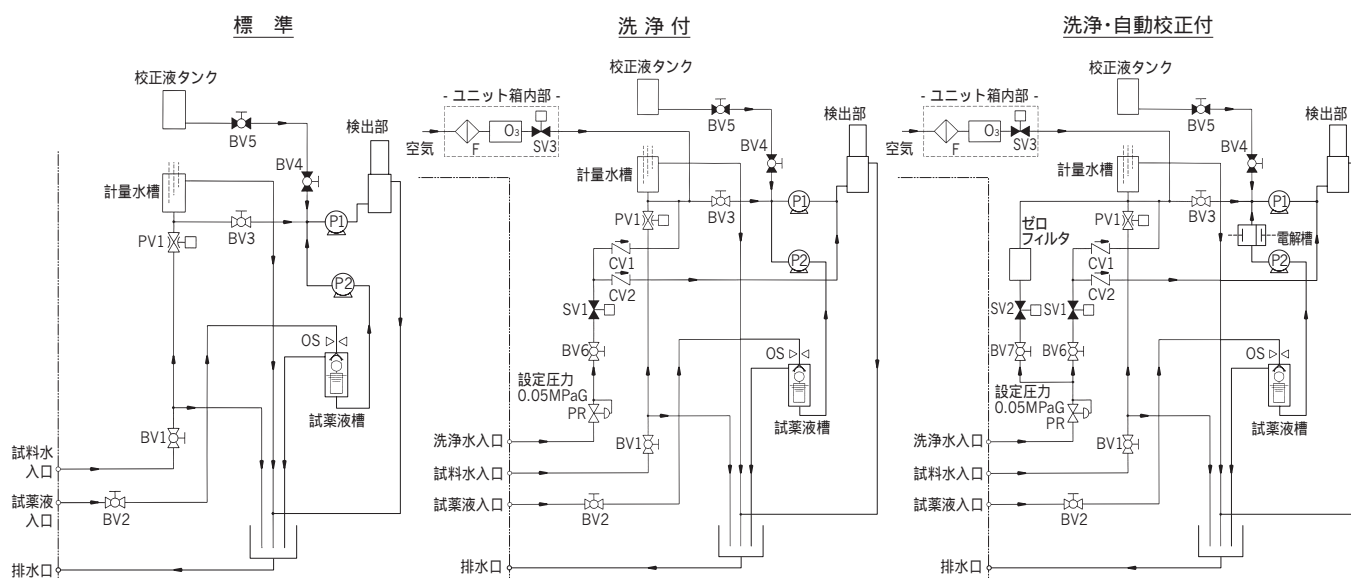 標 準
校正液タンク
検出部
BV5
BV4
計量水槽
P1
PV1
BV3
P2
OS
試薬液槽
BV1
試料水
入口
試薬液
入口
BV2
排水口
洗 浄 付
校正液タンク
- ユニット箱内部 -
検出部
O₃
BV5
空気
F
SV3
BV4
計量水槽
P1
PV1
BV3
CV1
P2
CV2
SV1
OS
BV6
設定圧力
0.05MPaG
PR
試薬液槽
洗浄水入口
BV1
試料水入口
試薬液入口
BV2
排水口
洗浄・自動校正付
校正液タンク
- ユニット箱内部 -
検出部
O₃
BV5
空気
F
SV3
BV4
計量水槽
P1
PV1
BV3
ゼロ
フィルタ
電解槽
CV1
P2
CV2
SV2
SV1
OS
BV7
BV6
設定圧力
0.05MPaG
PR
試薬液槽
洗浄水入口
BV1
試料水入口
試薬液入口
BV2
排水口